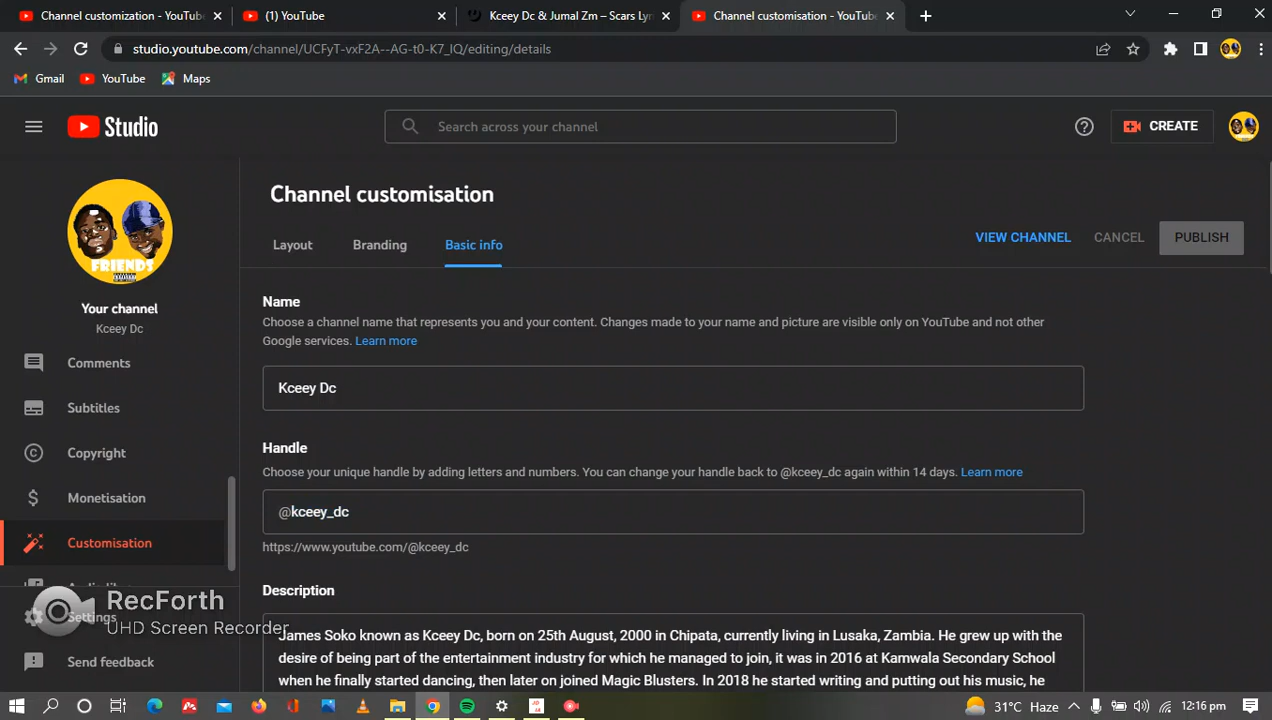 Channel customization - YouTube
(1) YouTube
Kceey Dc & Jumal Zm – Scars Lyr
Channel customisation - YouTube
studio.youtube.com/channel/UCFyT-vxF2A--AG-t0-K7_IQ/editing/details
Gmail YouTube Maps
Studio
Search across your channel
CREATE
FRIENDS
Your channel
Kceey Dc
Comments
Subtitles
Copyright
Monetisation
Customisation
Settings
Send feedback
RecForth
UHD Screen Recorder
Channel customisation
Layout Branding Basic info
VIEW CHANNEL CANCEL PUBLISH
Name
Choose a channel name that represents you and your content. Changes made to your name and picture are visible only on YouTube and not other
Google services. Learn more
Kceey Dc
Handle
Choose your unique handle by adding letters and numbers. You can change your handle back to @kceey_dc again within 14 days. Learn more
@kceey_dc
https://www.youtube.com/@kceey_dc
Description
James Soko known as Kceey Dc, born on 25th August, 2000 in Chipata, currently living in Lusaka, Zambia. He grew up with the
desire of being part of the entertainment industry for which he managed to join, it was in 2016 at Kamwala Secondary School
when he finally started dancing, then later on joined Magic Blusters. In 2018 he started writing and putting out his music, he
31°C Haze
12:16 pm